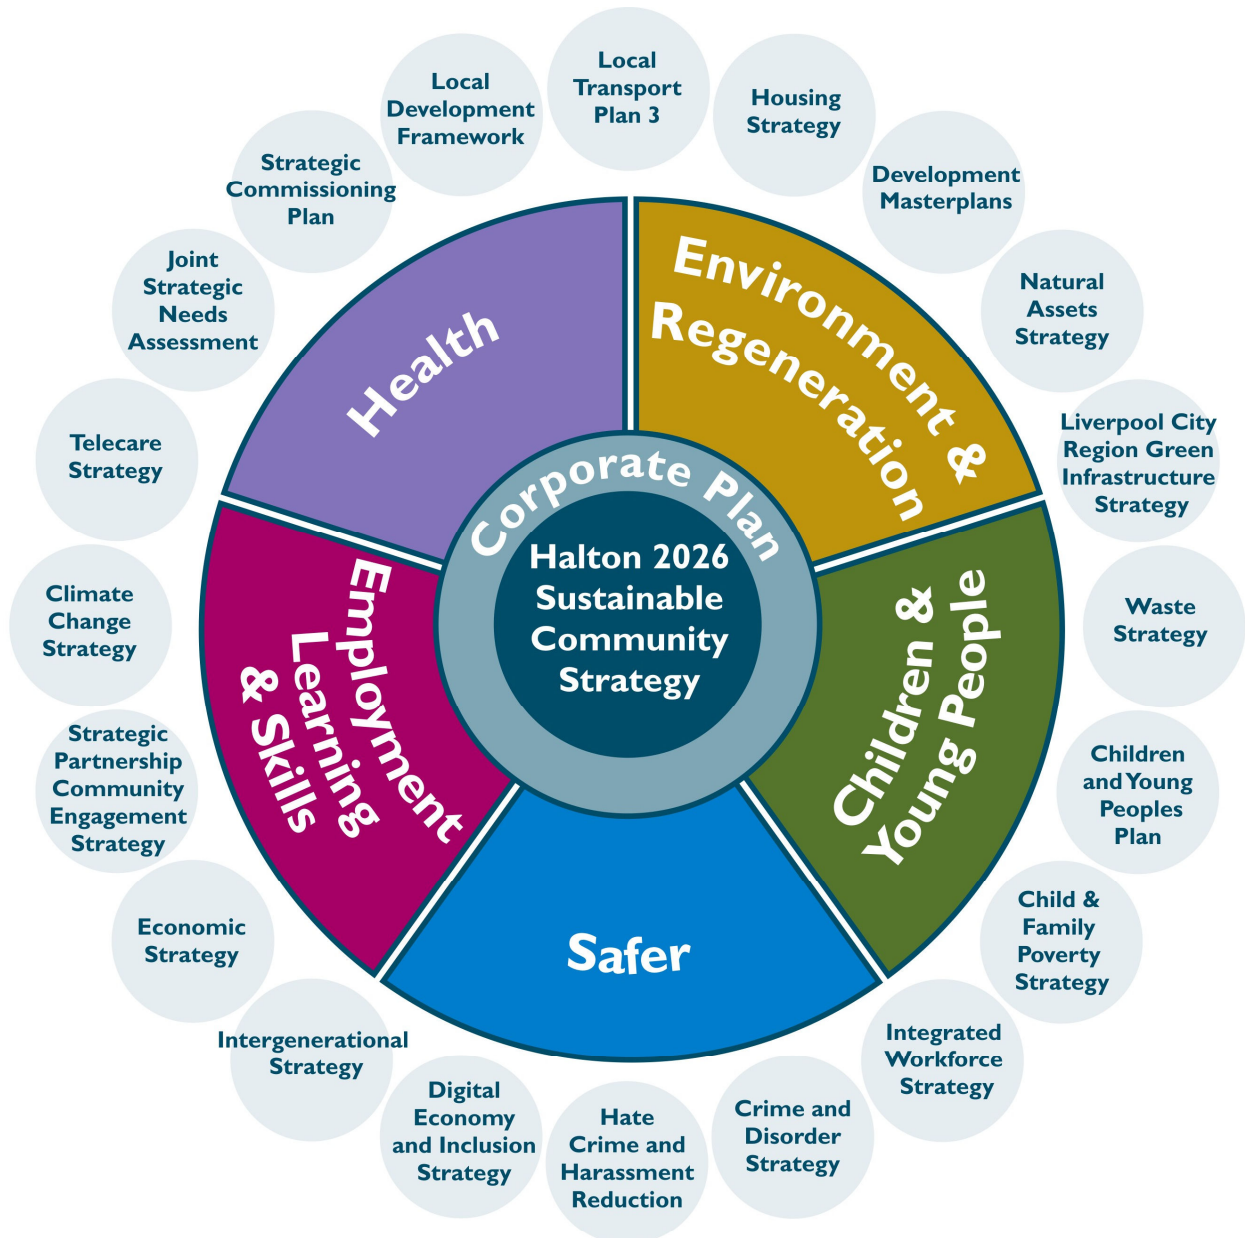 Local
Transport
Plan 3
Housing
Strategy
Development
Masterplans
Natural
Assets
Strategy
Liverpool City
Region Green
Infrastructure
Strategy
Waste
Strategy
Children
and Young
Peoples
Plan
Child &
Family
Poverty
Strategy
Integrated
Workforce
Strategy
Crime and
Disorder
Strategy
Hate
Crime and
Harassment
Reduction
Digital
Economy
and Inclusion
Strategy
Intergenerational
Strategy
Economic
Strategy
Strategic
Partnership
Community
Engagement
Strategy
Climate
Change
Strategy
Telecare
Strategy
Joint
Strategic
Needs
Assessment
Strategic
Commissioning
Plan
Local
Development
Framework
Health
Environment &
Regeneration
Children &
Young People
Safer
Employment
Learning
& Skills
Corporate Plan
Halton 2026
Sustainable
Community
Strategy